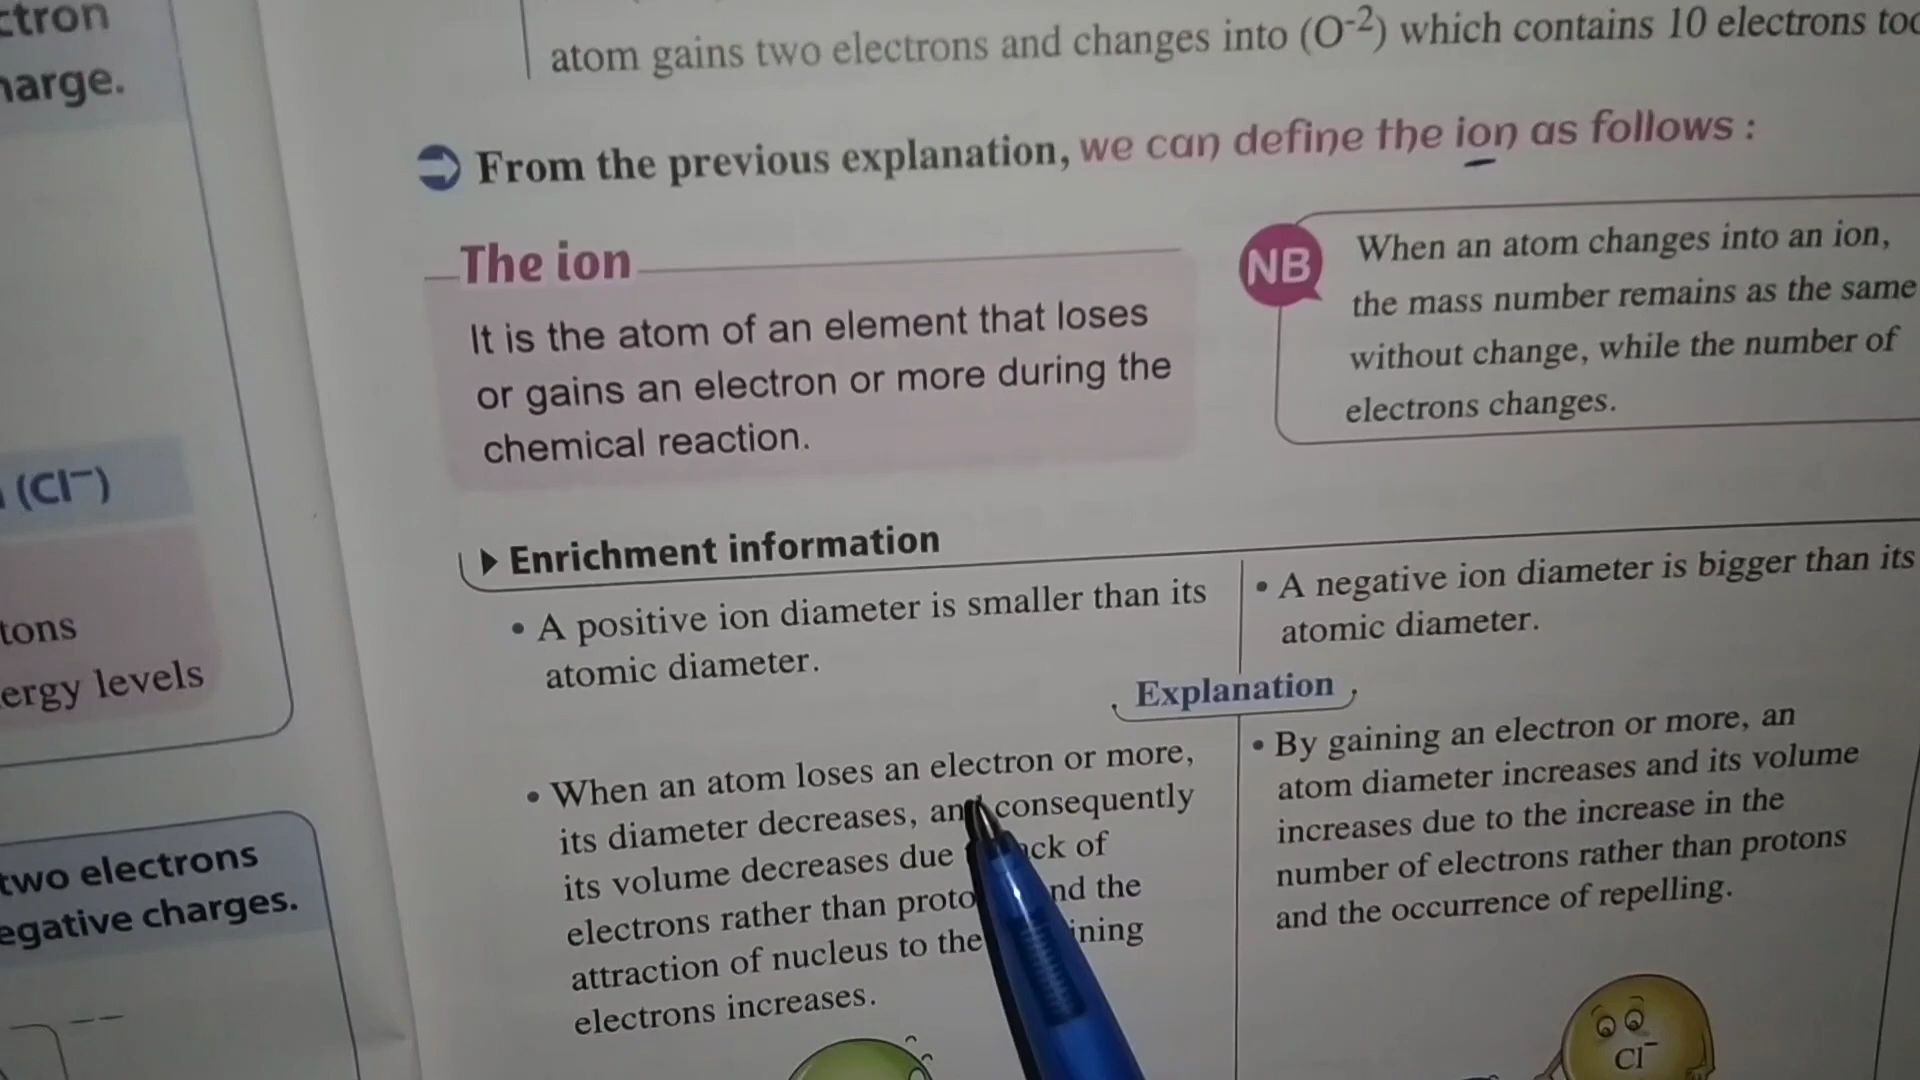 ctron
harge.
(Cl⁻)
tons
ergy levels
two electrons
egative charges.
atom gains two electrons and changes into (O⁻²) which contains 10 electrons too
From the previous explanation, we can define the ion as follows :
The ion
It is the atom of an element that loses
or gains an electron or more during the
chemical reaction.
NB
When an atom changes into an ion,
the mass number remains as the same
without change, while the number of
electrons changes.
Enrichment information
• A positive ion diameter is smaller than its
atomic diameter.
• A negative ion diameter is bigger than its
atomic diameter.
Explanation
• When an atom loses an electron or more,
its diameter decreases, an consequently
its volume decreases due ck of
electrons rather than proto nd the
attraction of nucleus to the ining
electrons increases.
• By gaining an electron or more, an
atom diameter increases and its volume
increases due to the increase in the
number of electrons rather than protons
and the occurrence of repelling.
Cl⁻